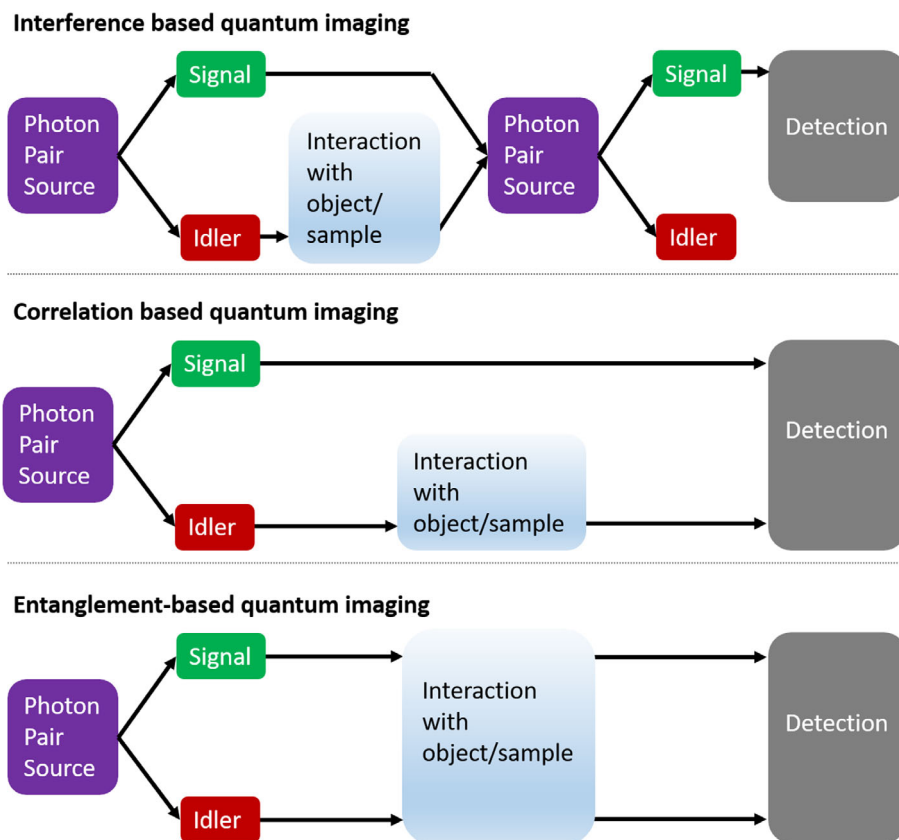 Interference based quantum imaging
Signal
Signal
Photon
Pair
Source
Interaction
with
object/
sample
Photon
Pair
Source
Detection
Idler
Idler
Correlation based quantum imaging
Signal
Photon
Pair
Source
Detection
Interaction
with
object/sample
Idler
Entanglement-based quantum imaging
Signal
Photon
Pair
Source
Interaction
with
object/sample
Detection
Idler